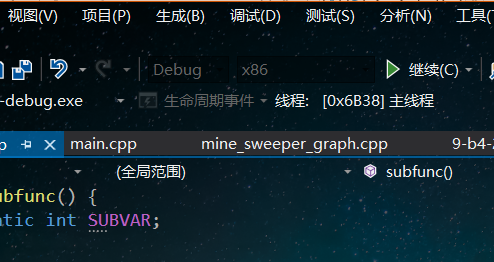 视图(V) 项目(P) 生成(B) 调试(D) 测试(S) 分析(N) 工具(T
Debug x86 继续(C)
-debug.exe 生命周期事件 线程: [0x6B38] 主线程
p main.cpp mine_sweeper_graph.cpp 9-b4-
(全局范围) subfunc()
ubfunc() {
atic int SUBVAR;